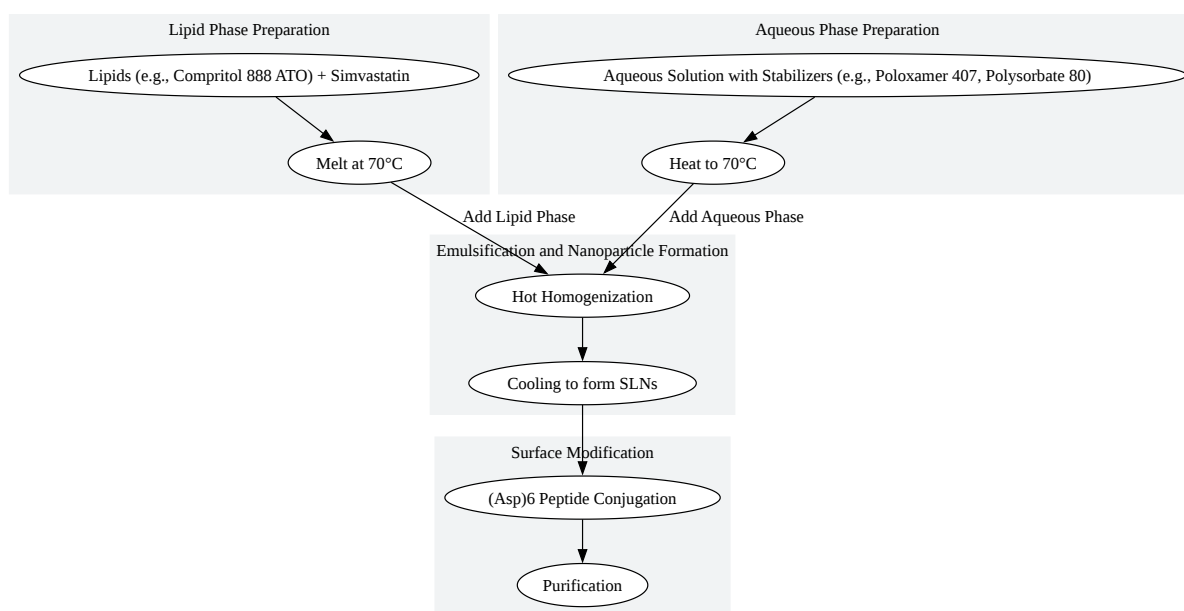 Lipid Phase Preparation
Aqueous Phase Preparation
Lipids (e.g., Compritol 888 ATO) + Simvastatin
Aqueous Solution with Stabilizers (e.g., Poloxamer 407, Polysorbate 80)
Melt at 70°C
Heat to 70°C
Add Lipid Phase
Add Aqueous Phase
Emulsification and Nanoparticle Formation
Hot Homogenization
Cooling to form SLNs
Surface Modification
(Asp)6 Peptide Conjugation
Purification